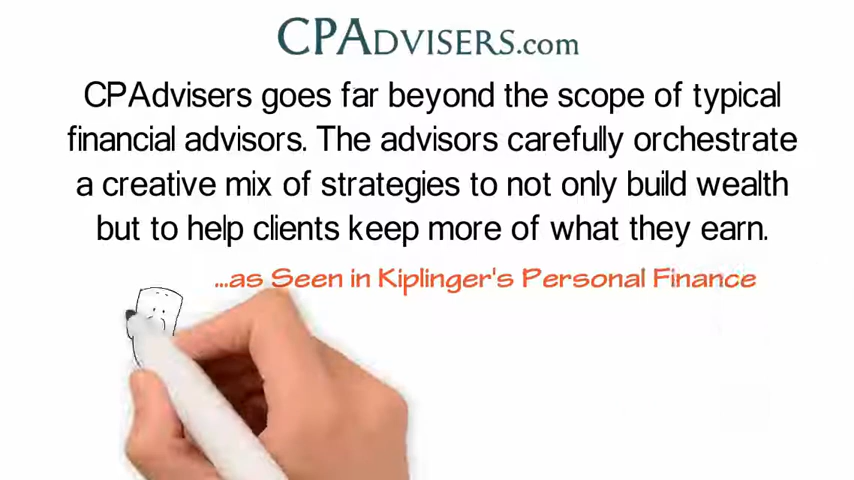 CPADVISERS.com
CPAdvisers goes far beyond the scope of typical
financial advisors. The advisors carefully orchestrate
a creative mix of strategies to not only build wealth
but to help clients keep more of what they earn.
...as Seen in Kiplinger's Personal Finance